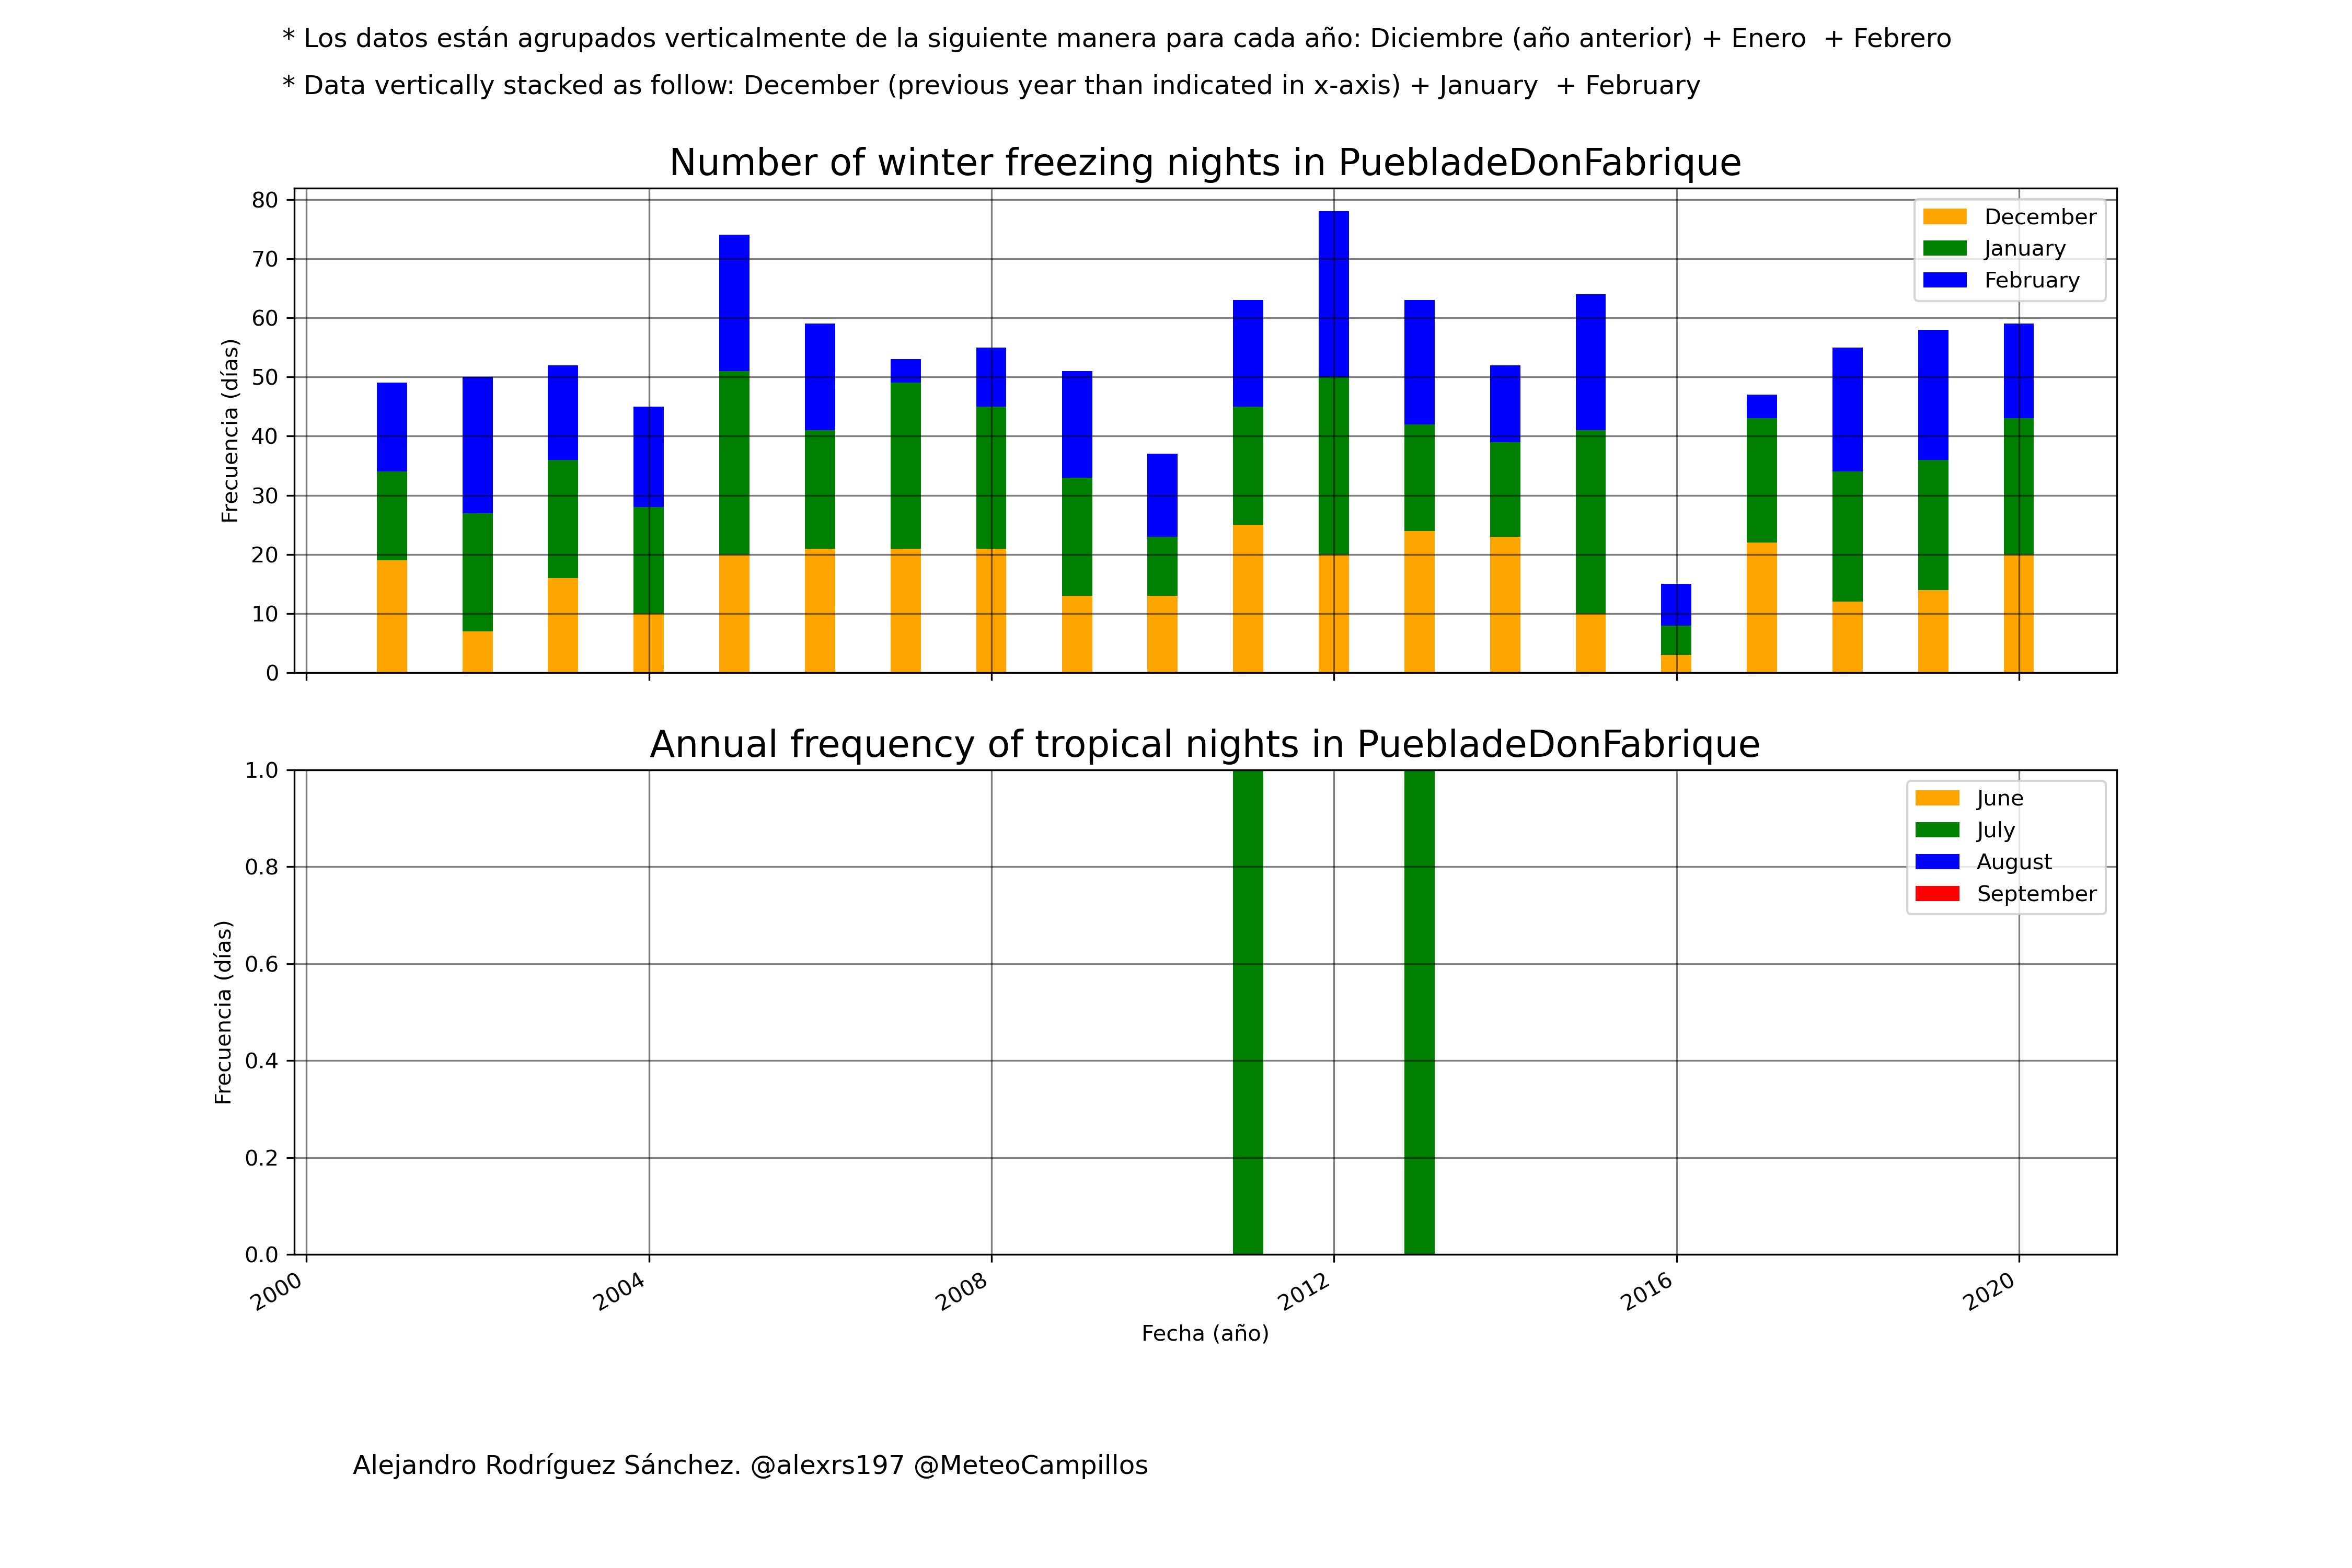 * Los datos están agrupados verticalmente de la siguiente manera para cada año: Diciembre (año anterior) + Enero  + Febrero
* Data vertically stacked as follow: December (previous year than indicated in x-axis) + January  + February
Number of winter freezing nights in PuebladeDonFabrique
80
70
60
50
40
30
20
10
0
Frecuencia (días)
December
January
February
Annual frequency of tropical nights in PuebladeDonFabrique
1.0
0.8
0.6
0.4
0.2
0.0
Frecuencia (días)
June
July
August
September
2000
2004
2008
2012
2016
2020
Fecha (año)
Alejandro Rodríguez Sánchez. @alexrs197 @MeteoCampillos